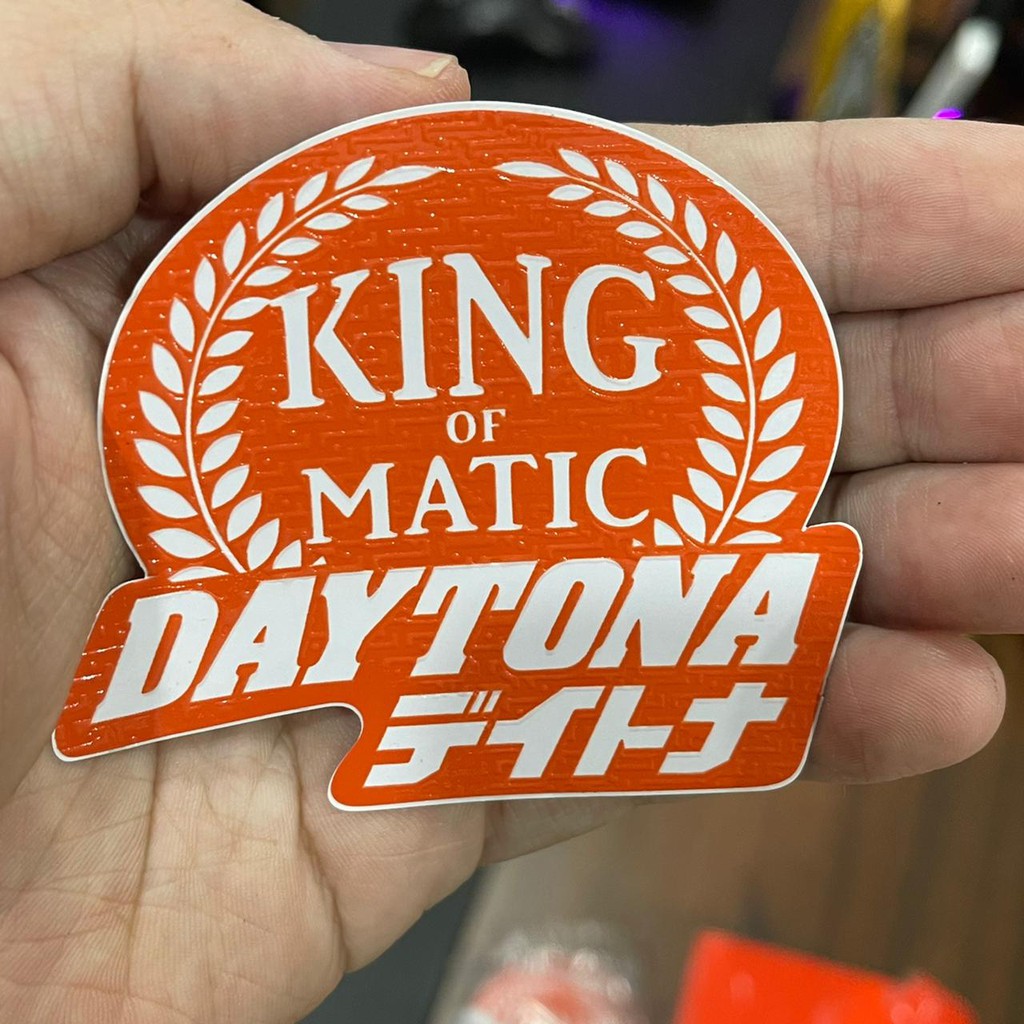 KING
OF
MATIC
DAYTONA
デイトナ